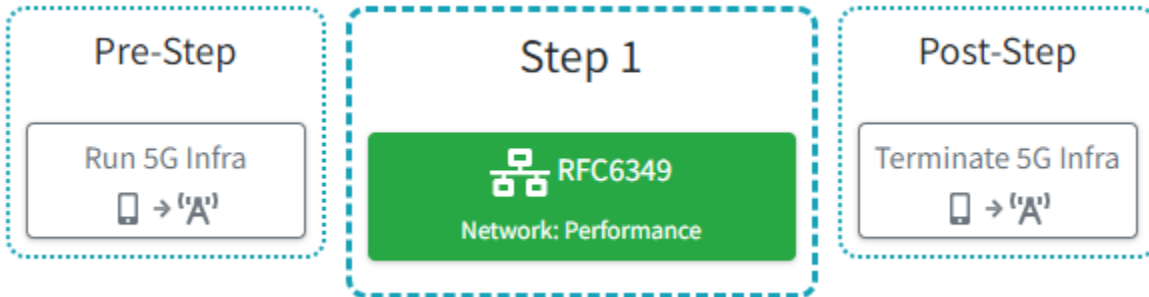 Pre-Step
Run 5G Infra
Step 1
RFC6349
Network: Performance
Post-Step
Terminate 5G Infra